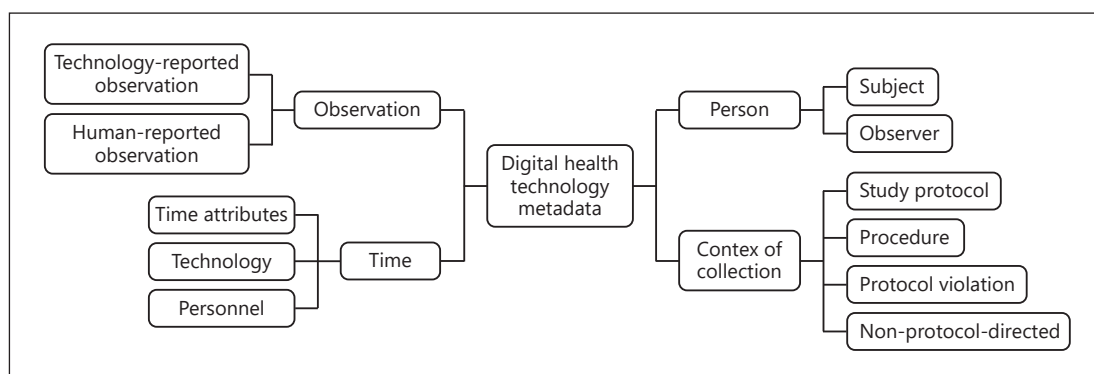 Technology-reported
observation
Human-reported
observation
Observation
Time attributes
Technology
Personnel
Time
Digital health
technology
metadata
Person
Subject
Observer
Contex of
collection
Study protocol
Procedure
Protocol violation
Non-protocol-directed